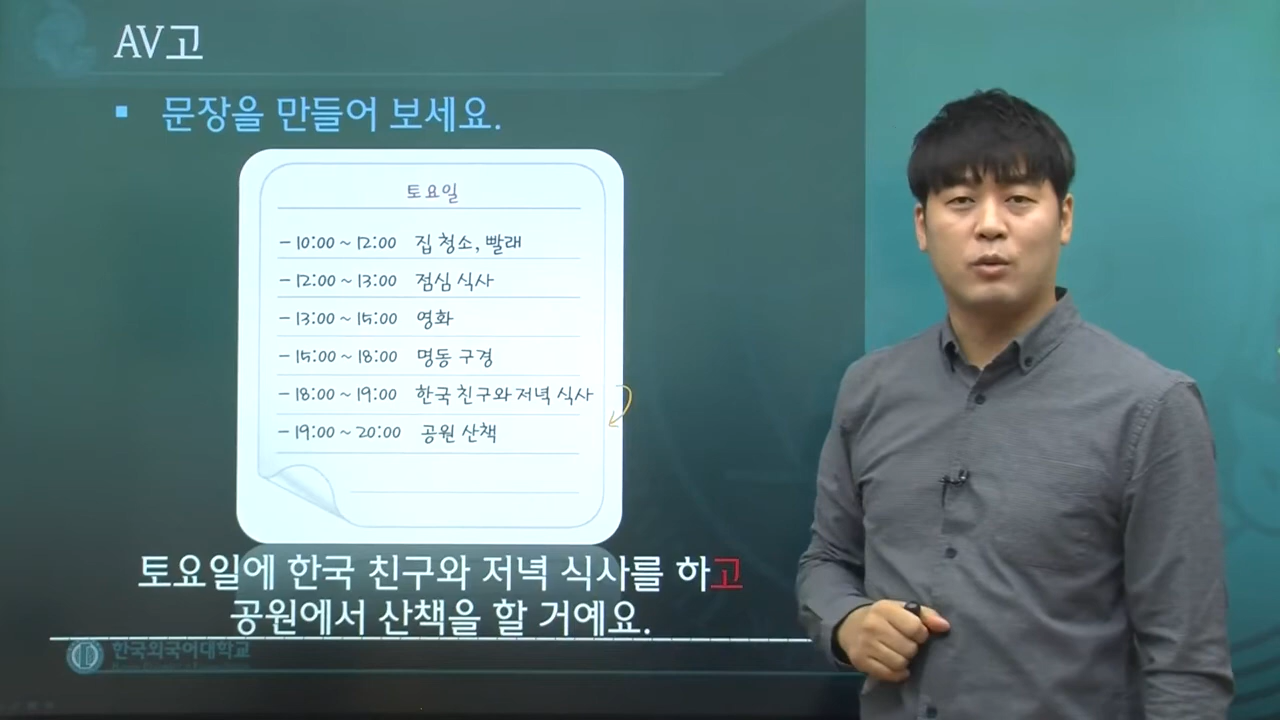 AV고
▪ 문장을 만들어 보세요.
토요일
- 10:00 ~ 12:00 집 청소, 빨래
- 12:00 ~ 13:00 점심 식사
- 13:00 ~ 15:00 영화
- 15:00 ~ 18:00 명동 구경
- 18:00 ~ 19:00 한국 친구와 저녁 식사
- 19:00 ~ 20:00 공원 산책
토요일에 한국 친구와 저녁 식사를 하고
공원에서 산책을 할 거예요.
한국외국어대학교